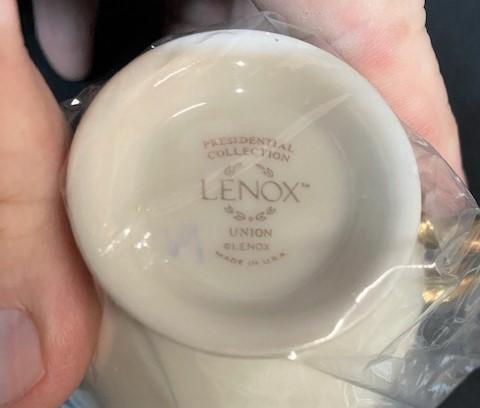 PRESIDENTIAL
COLLECTION
LENOX™
UNION
©LENOX
MADE IN U.S.A.